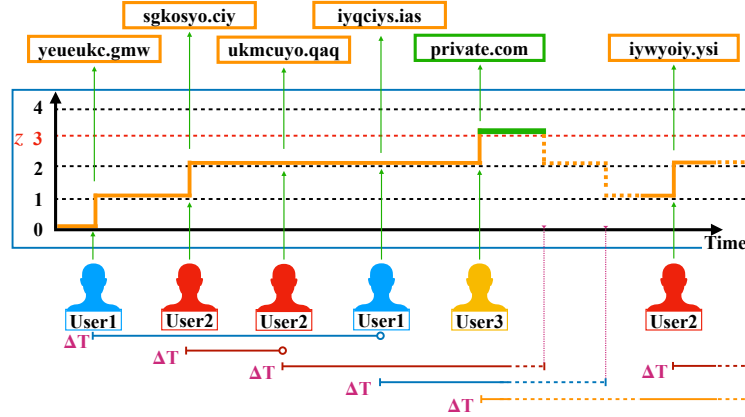 sgkosyo.ciy
iyqciys.ias
yeueukc.gmw
ukmcuyo.qaq
private.com
iywyoiy.ysi
4
z 3
2
1
0
Time
User1
User2
User2
User1
User3
User2
ΔT
ΔT
ΔT
ΔT
ΔT
ΔT